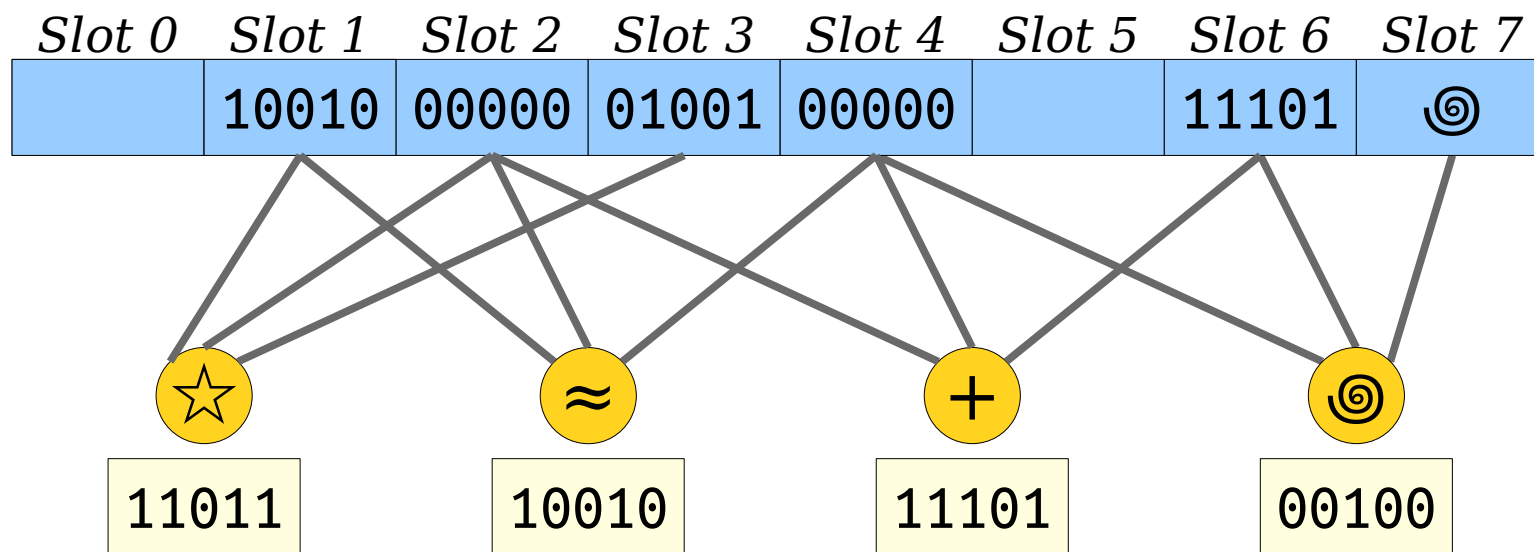 Slot 0 Slot 1 Slot 2 Slot 3 Slot 4 Slot 5 Slot 6 Slot 7
10010 00000 01001 00000 11101 ꩜
☆ ≈ + ꩜
11011 10010 11101 00100